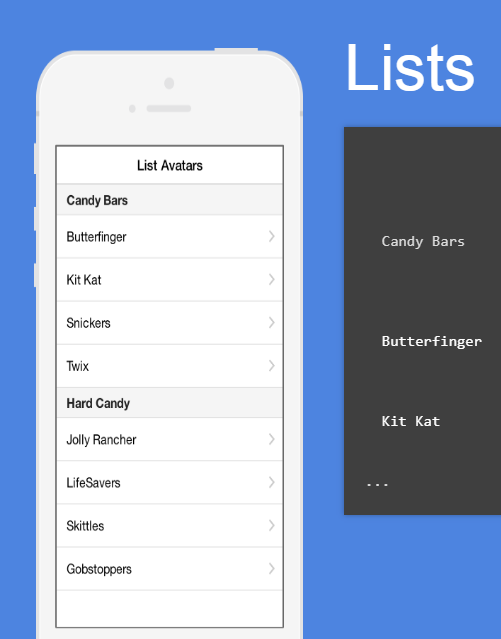 Lists
List Avatars
Candy Bars
Butterfinger
Kit Kat
Snickers
Twix
Hard Candy
Jolly Rancher
LifeSavers
Skittles
Gobstoppers
Candy Bars
Butterfinger
Kit Kat
...